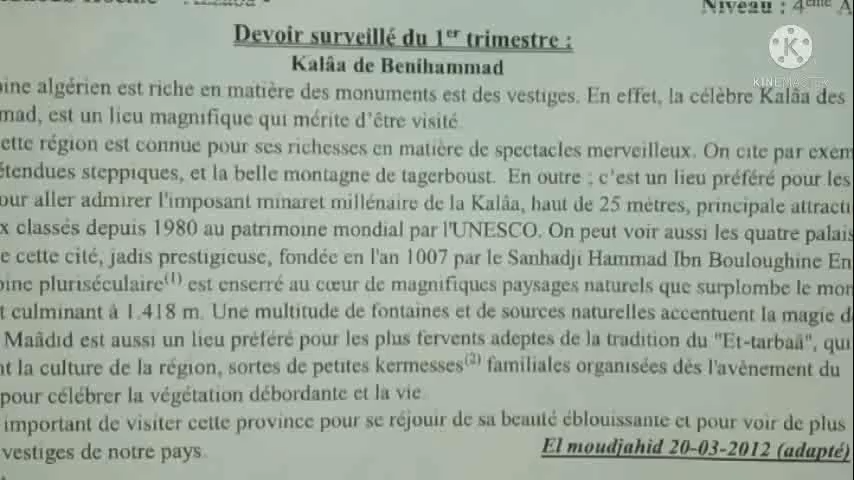 Niveau : 4ème A
Devoir surveillé du 1er trimestre :
Kalâa de Benihammad
KINEMASTER
oine algérien est riche en matière des monuments est des vestiges. En effet, la célèbre Kalâa des
mad, est un lieu magnifique qui mérite d'être visité.
ette région est connue pour ses richesses en matière de spectacles merveilleux. On cite par exem
étendues steppiques, et la belle montagne de tagerboust. En outre ; c'est un lieu préféré pour les
our aller admirer l'imposant minaret millénaire de la Kalâa, haut de 25 mètres, principale attracti
x classés depuis 1980 au patrimoine mondial par l'UNESCO. On peut voir aussi les quatre palais
e cette cité, jadis prestigieuse, fondée en l'an 1007 par le Sanhadji Hammad Ibn Bouloughine En
oine pluriséculaire(1) est enserré au cœur de magnifiques paysages naturels que surplombe le mon
t culminant à 1.418 m. Une multitude de fontaines et de sources naturelles accentuent la magie d
Maâdid est aussi un lieu préféré pour les plus fervents adeptes de la tradition du "Et-tarbaâ", qui
nt la culture de la région, sortes de petites kermesses(2) familiales organisées dès l'avènement du
pour célébrer la végétation débordante et la vie.
important de visiter cette province pour se réjouir de sa beauté éblouissante et pour voir de plus
vestiges de notre pays.
El moudjahid 20-03-2012 (adapté)